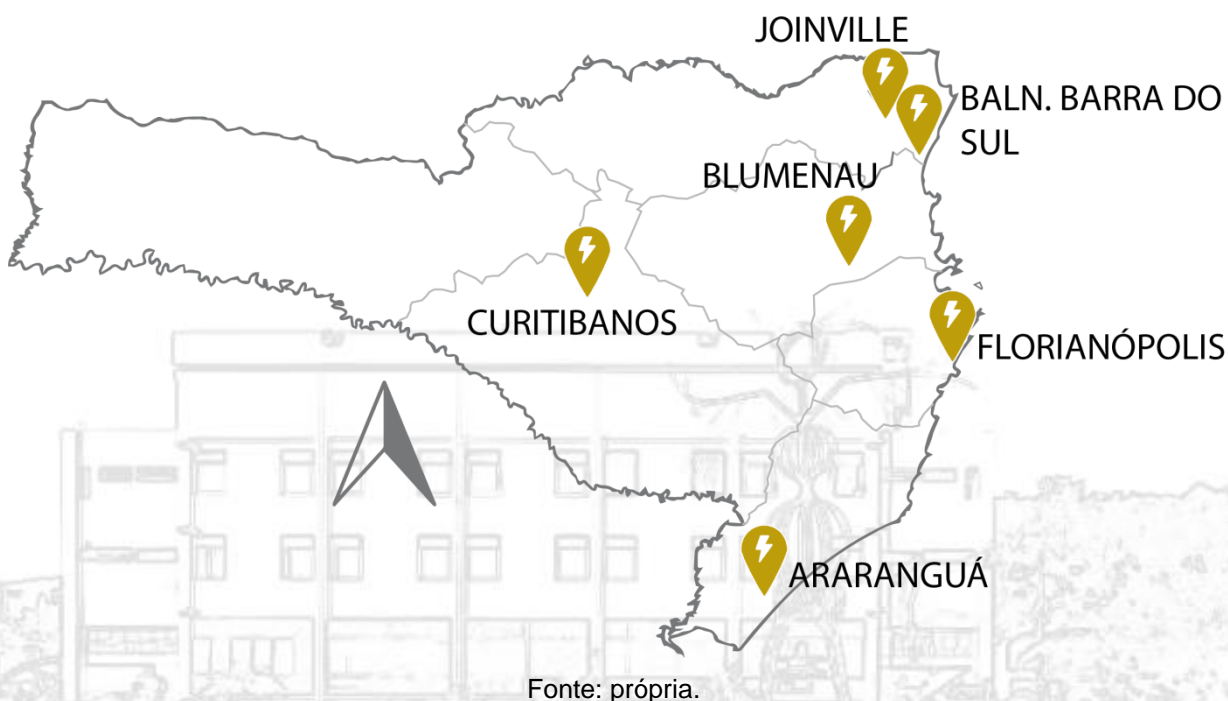 JOINVILLE
BALN. BARRA DO
SUL
BLUMENAU
CURITIBANOS
FLORIANÓPOLIS
ARARANGUÁ
Fonte: própria.